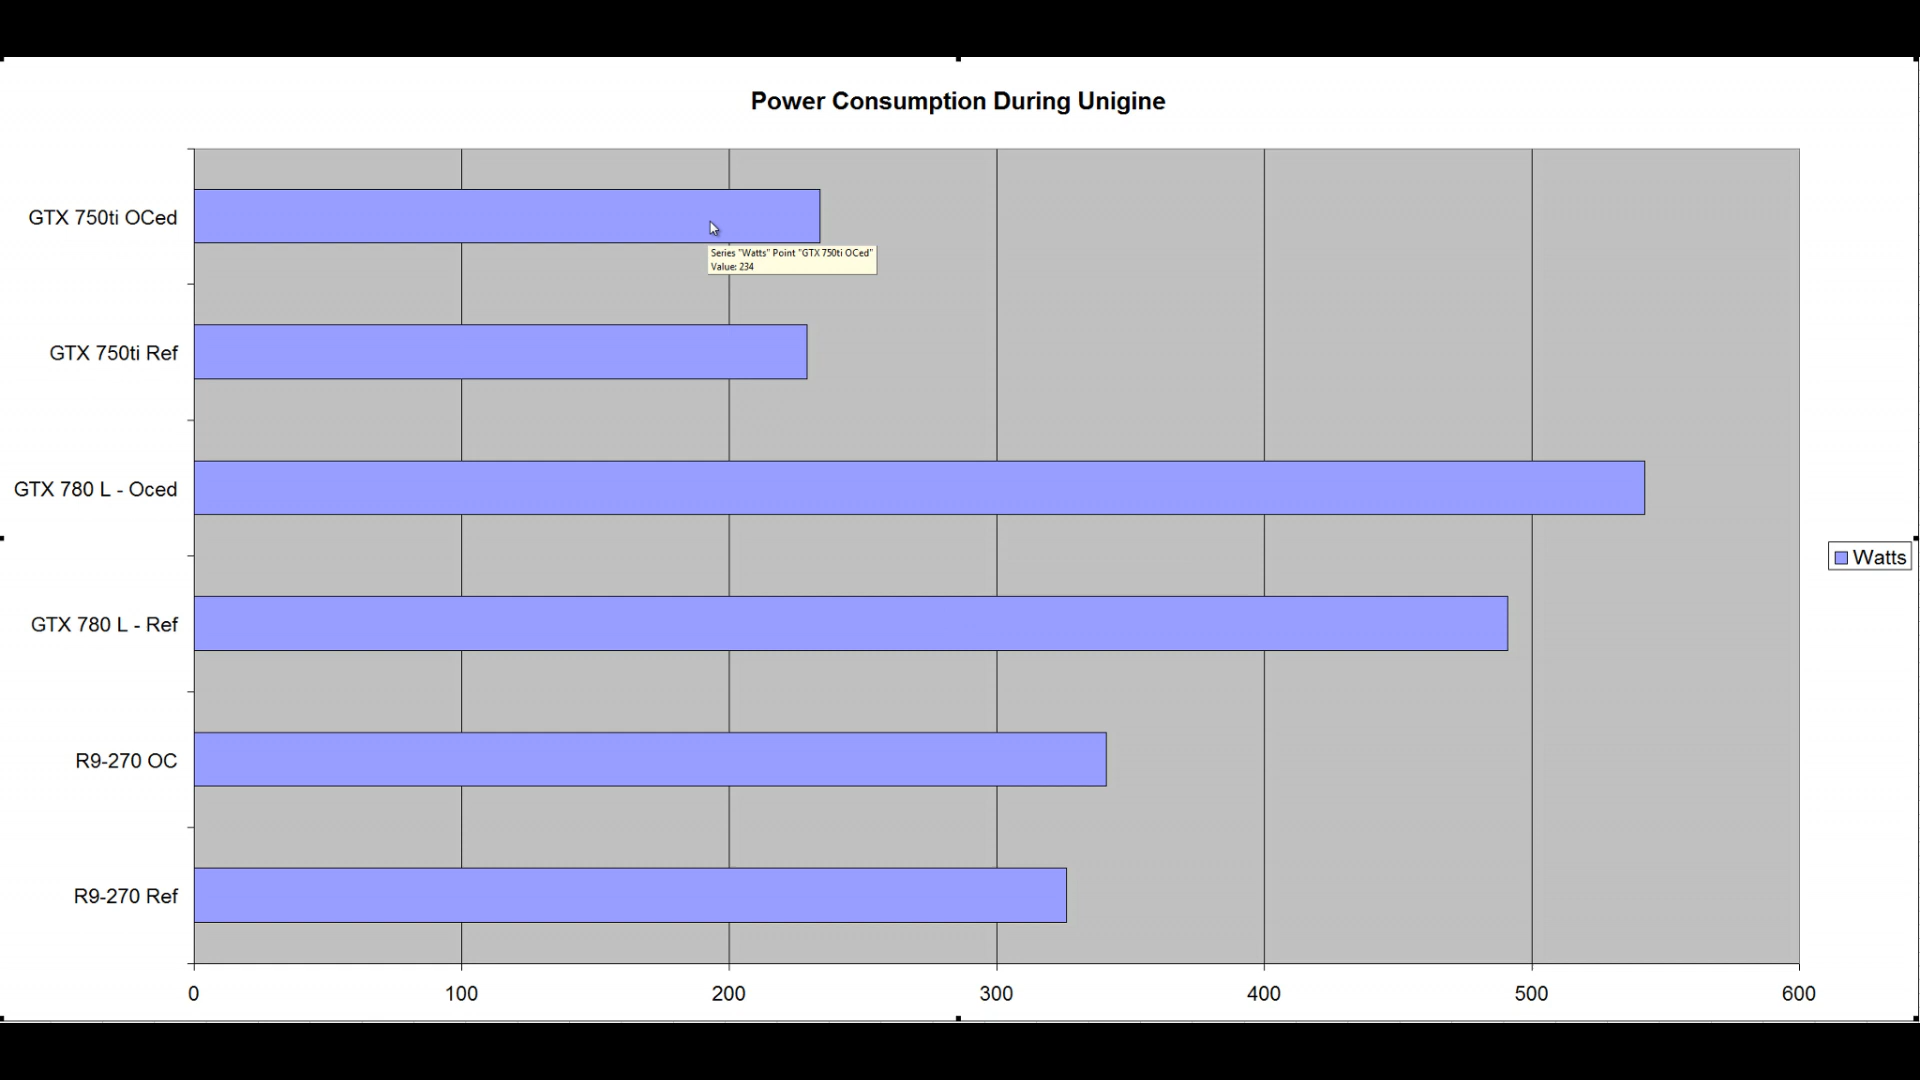 Power Consumption During Unigine
GTX 750ti OCed
Series "Watts" Point "GTX 750ti OCed"
Value: 234
GTX 750ti Ref
GTX 780 L - Oced
Watts
GTX 780 L - Ref
R9-270 OC
R9-270 Ref
0 100 200 300 400 500 600